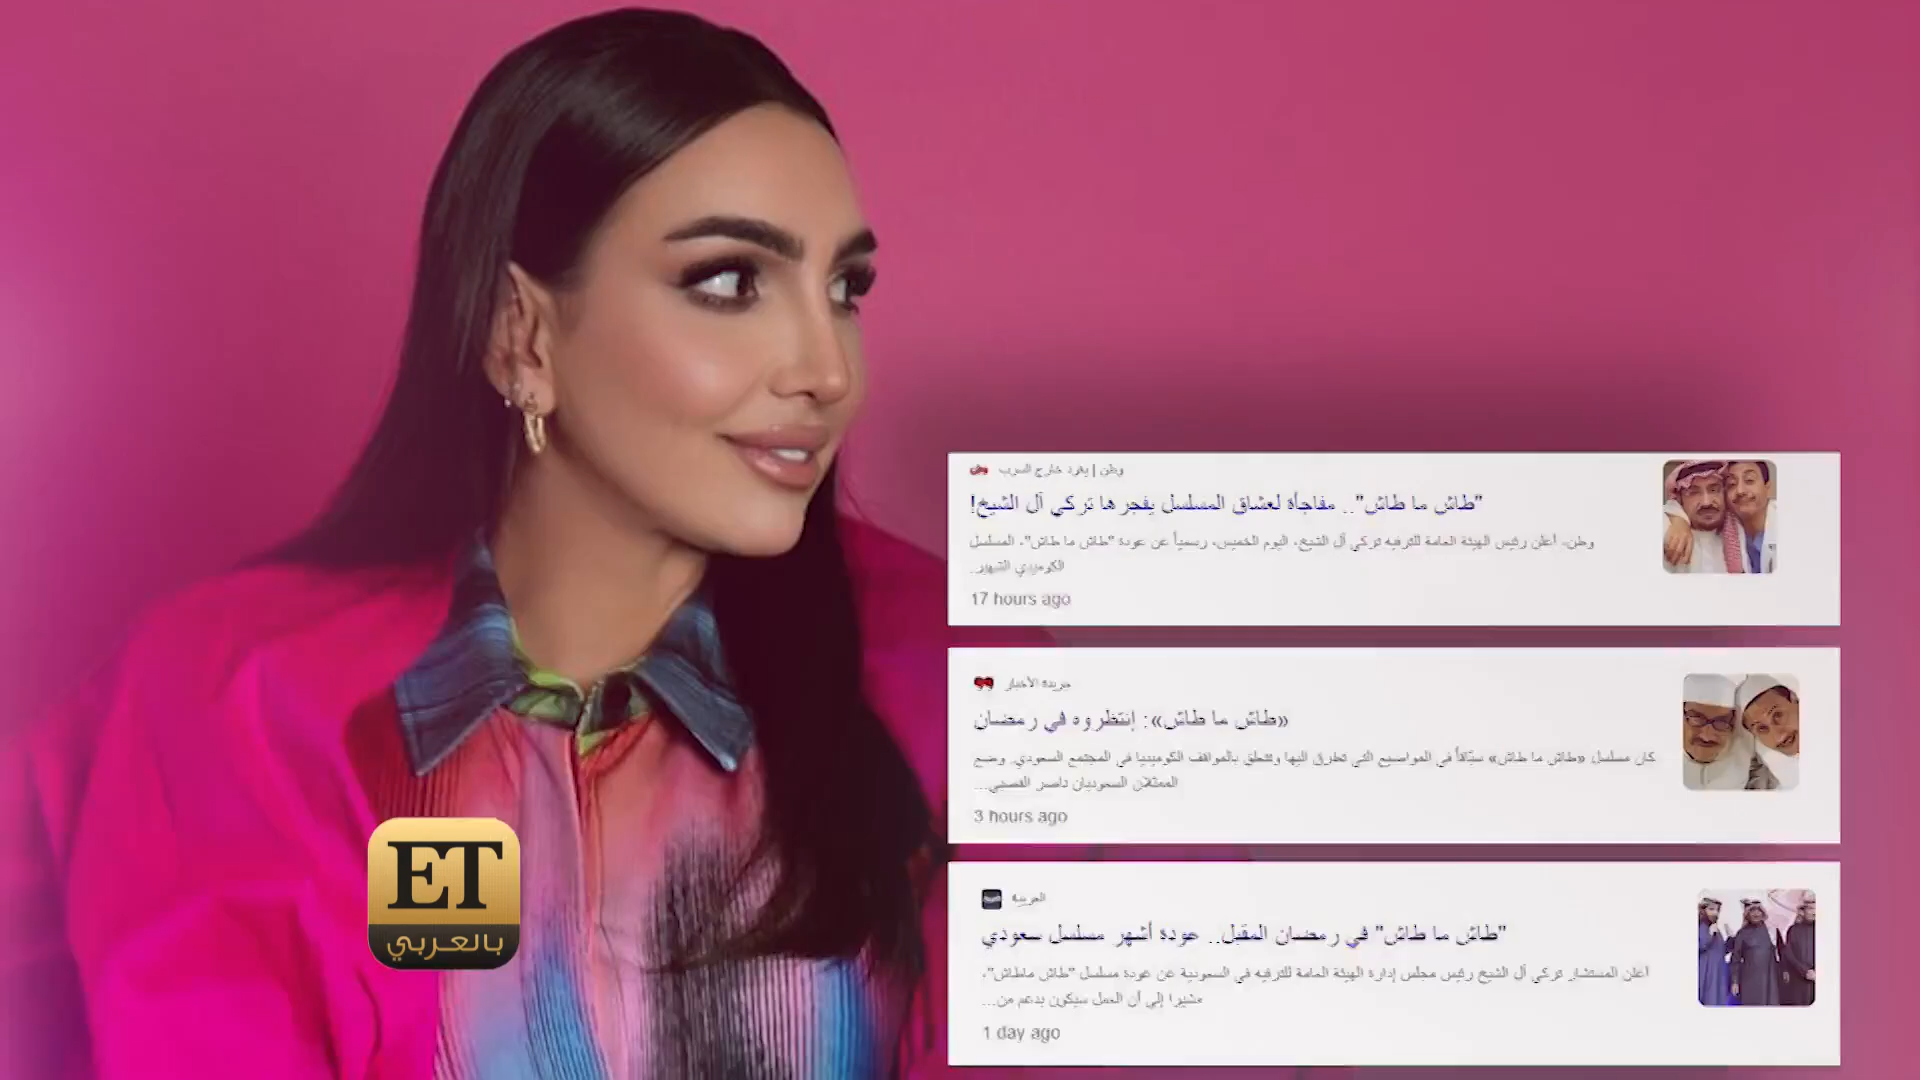 وطن | يغرد خارج السرب
"طاش ما طاش".. مفاجأة لعشاق المسلسل يفجرها تركي آل الشيخ!
وطن، أعلن رئيس الهيئة العامة للترفيه تركي آل الشيخ، اليوم الخميس، رسمياً عن عودة "طاش ما طاش"، المسلسل
الكوميدي الشهير..
17 hours ago
جريدة الأخبار
«طاش ما طاش»: إنتظروه في رمضان
كان مسلسل «طاش ما طاش» سبّاقاً في المواضيع التي تطرق اليها وتتعلق بالمواقف الكوميديا في المجتمع السعودي. وضع
الممثلان السعوديان ناصر القصبي...
3 hours ago
العربية
"طاش ما طاش" في رمضان المقبل.. عودة أشهر مسلسل سعودي
أعلن المستشار تركي آل الشيخ رئيس مجلس إدارة الهيئة العامة للترفيه في السعودية عن عودة مسلسل "طاش ماطاش"،
مشيرا إلى أن العمل سيكون بدعم من...
1 day ago
ET
بالعربي